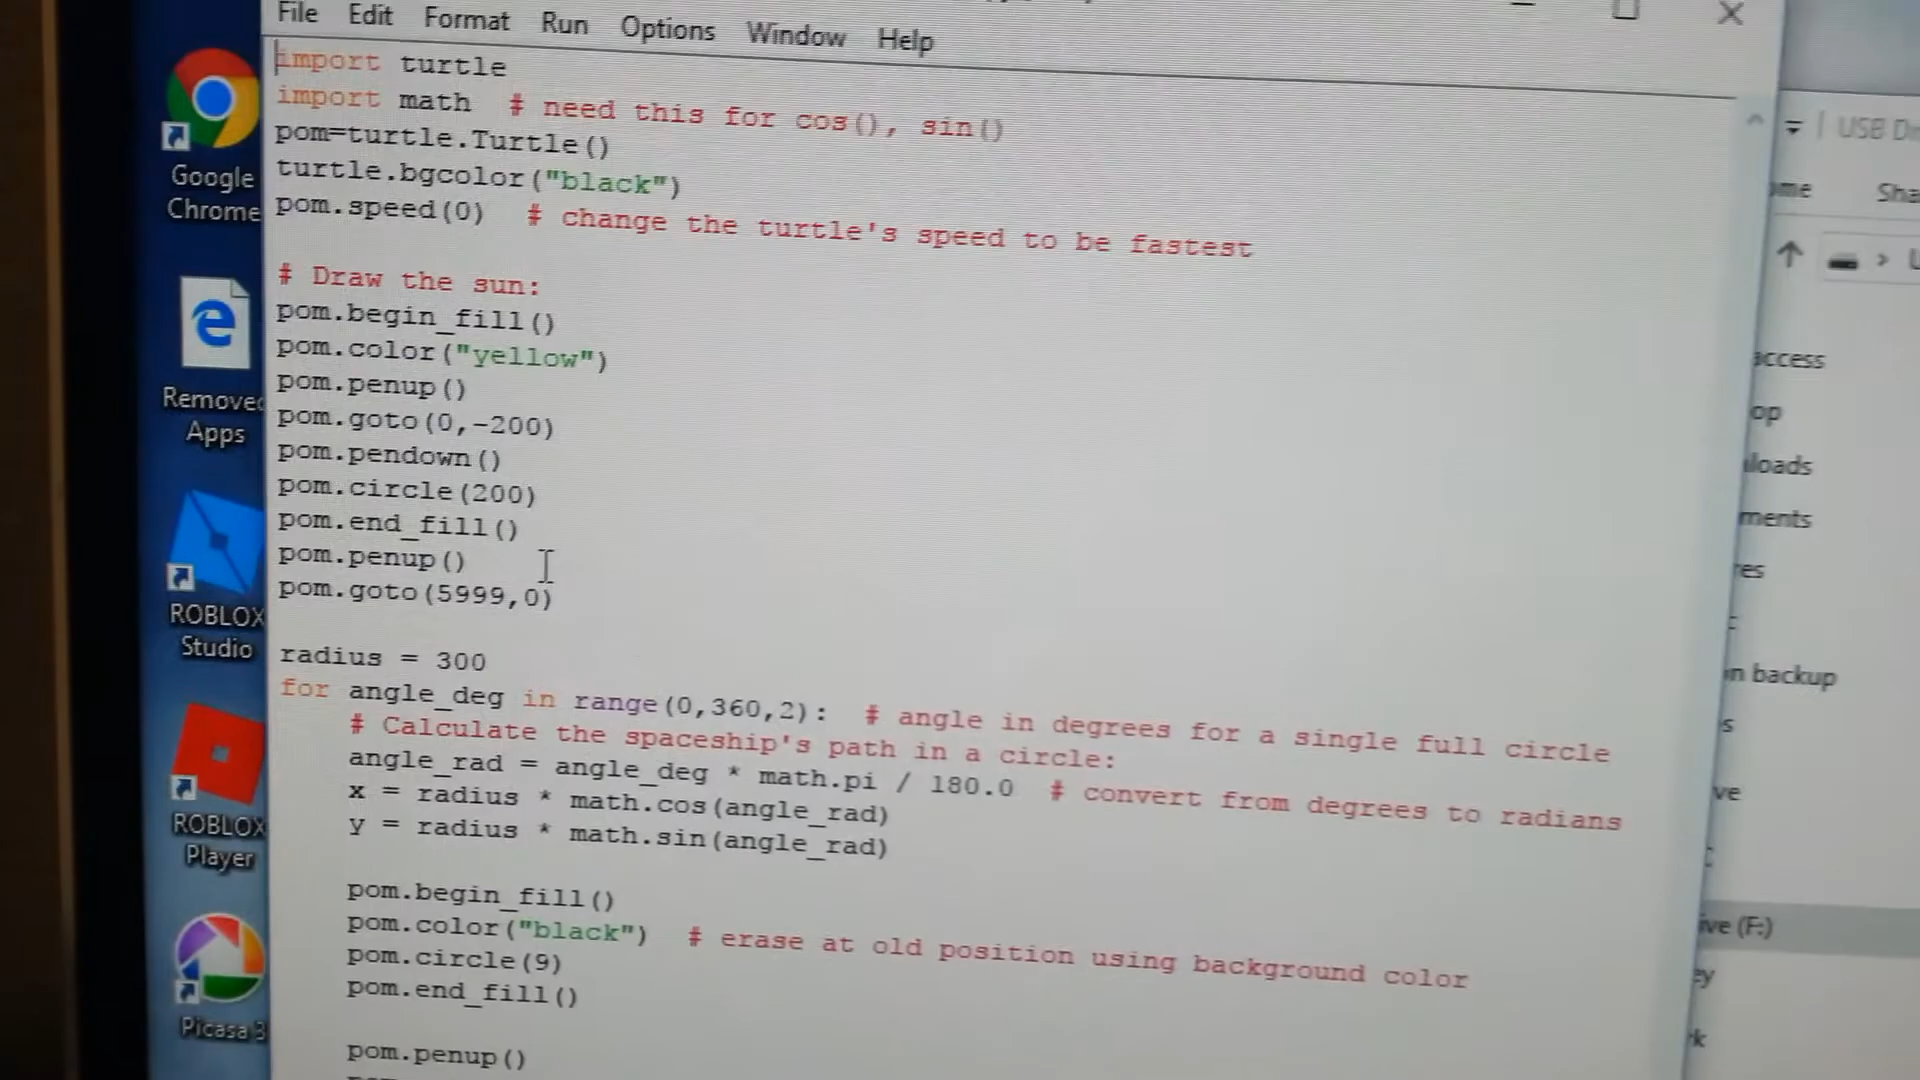 File Edit Format Run Options Window Help
import turtle
import math # need this for cos(), sin()
pom=turtle.Turtle()
turtle.bgcolor("black")
pom.speed(0) # change the turtle's speed to be fastest
# Draw the sun:
pom.begin_fill()
pom.color("yellow")
pom.penup()
pom.goto(0,-200)
pom.pendown()
pom.circle(200)
pom.end_fill()
pom.penup()
pom.goto(5999,0)
radius = 300
for angle_deg in range(0,360,2): # angle in degrees for a single full circle
# Calculate the spaceship's path in a circle:
angle_rad = angle_deg * math.pi / 180.0 # convert from degrees to radians
x = radius * math.cos(angle_rad)
y = radius * math.sin(angle_rad)
pom.begin_fill()
pom.color("black") # erase at old position using background color
pom.circle(9)
pom.end_fill()
pom.penup()
Google
Chrome
Removed
Apps
ROBLOX
Studio
ROBLOX
Player
Picasa 3
USB
backup
(F:)